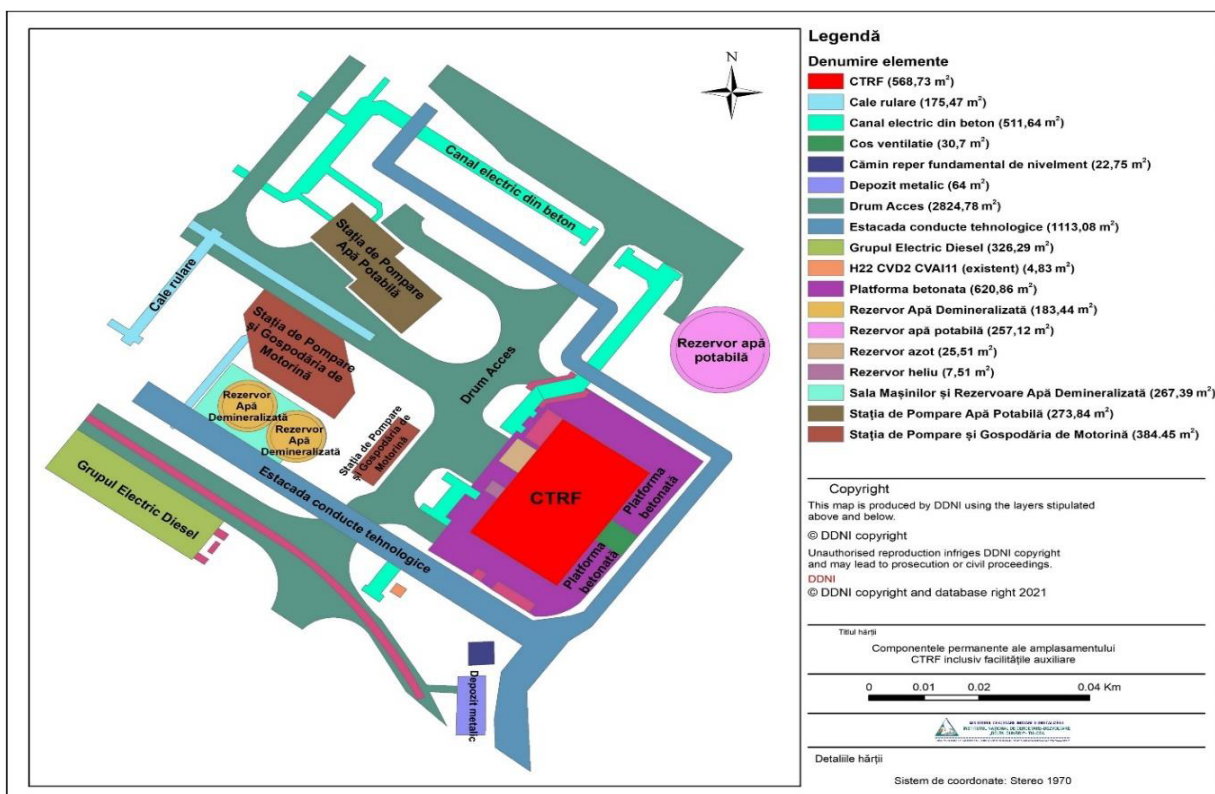 N
Canal electric din beton
Stația de Pompare
Apă Potabilă
Cale rulare
Stația de Pompare
și Gospodăria de
Motorină
Rezervor apă
potabilă
Drum Acces
Rezervor
Apă
Demineralizată
Rezervor
Apă
Demineralizată
Stația de Pompare
și Gospodăria de
Motorină
Grupul Electric Diesel
Estacada conducte tehnologice
CTRF
Platforma
betonată
Platforma
betonată
Depozit metalic
Legendă
Denumire elemente
CTRF (568,73 m²)
Cale rulare (175,47 m²)
Canal electric din beton (511,64 m²)
Cos ventilatie (30,7 m²)
Cămin reper fundamental de nivelment (22,75 m²)
Depozit metalic (64 m²)
Drum Acces (2824,78 m²)
Estacada conducte tehnologice (1113,08 m²)
Grupul Electric Diesel (326,29 m²)
H22 CVD2 CVAI11 (existent) (4,83 m²)
Platforma betonata (620,86 m²)
Rezervor Apă Demineralizată (183,44 m²)
Rezervor apă potabilă (257,12 m²)
Rezervor azot (25,51 m²)
Rezervor heliu (7,51 m²)
Sala Mașinilor și Rezervoare Apă Demineralizată (267,39 m²)
Stația de Pompare Apă Potabilă (273,84 m²)
Stația de Pompare și Gospodăria de Motorină (384.45 m²)
Copyright
This map is produced by DDNI using the layers stipulated
above and below.
© DDNI copyright
Unauthorised reproduction infriges DDNI copyright
and may lead to prosecution or civil proceedings.
DDNI
© DDNI copyright and database right 2021
Titlul hărții
Componentele permanente ale amplasamentului
CTRF inclusiv facilitățile auxiliare
0 0.01 0.02 0.04 Km
INSTITUTUL NAȚIONAL DE CERCETARE-DEZVOLTARE
Detaliile hărții
Sistem de coordonate: Stereo 1970